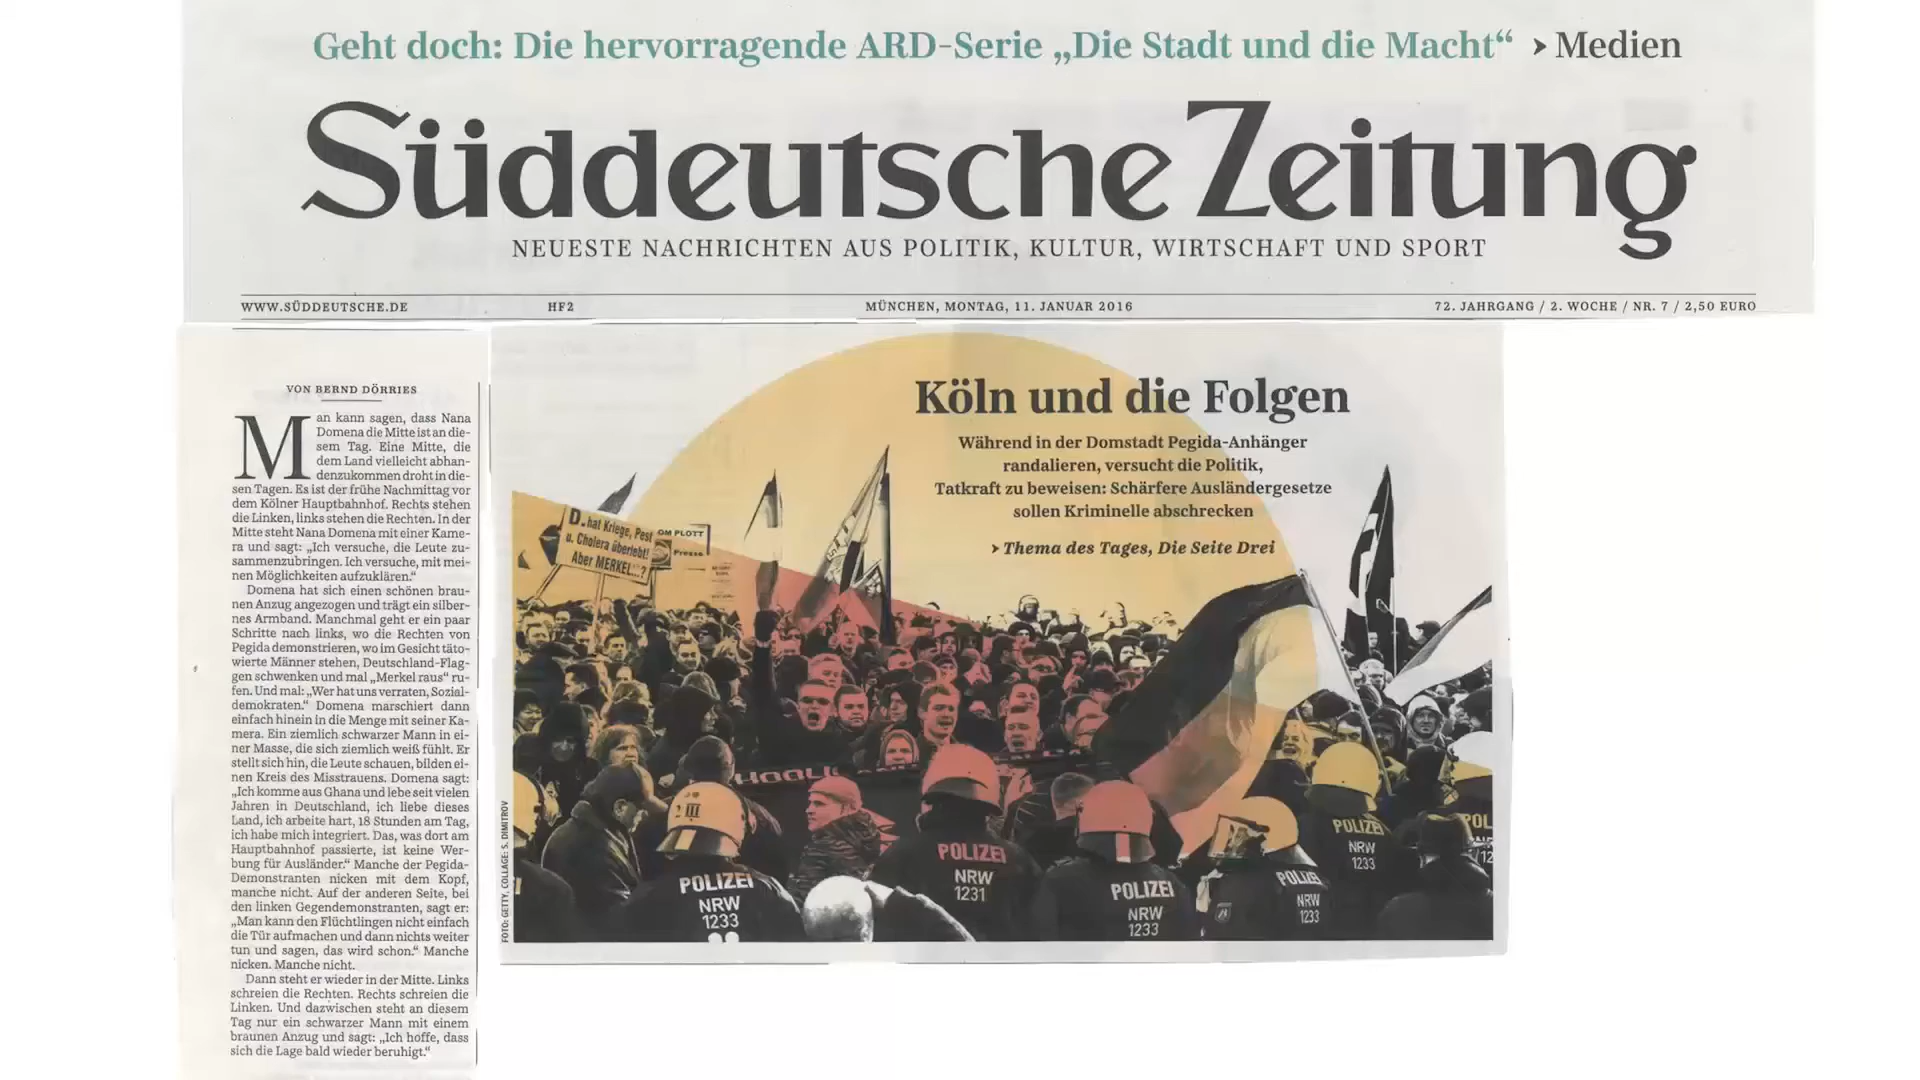 Geht doch: Die hervorragende ARD-Serie „Die Stadt und die Macht“ › Medien
Süddeutsche Zeitung
NEUESTE NACHRICHTEN AUS POLITIK, KULTUR, WIRTSCHAFT UND SPORT
WWW.SÜDDEUTSCHE.DE HF2 MÜNCHEN, MONTAG, 11. JANUAR 2016 72. JAHRGANG / 2. WOCHE / NR. 7 / 2,50 EURO
VON BERND DÖRRIES
Man kann sagen, dass Nana
Domena die Mitte ist an die-
sem Tag. Eine Mitte, die
dem Land vielleicht abhan-
denzukommen droht in die-
sen Tagen. Es ist der frühe Nachmittag vor
dem Kölner Hauptbahnhof. Rechts stehen
die Linken, links stehen die Rechten. In der
Mitte steht Nana Domena mit einer Kame-
ra und sagt: „Ich versuche, die Leute zu-
sammenzubringen. Ich versuche, mit mei-
nen Möglichkeiten aufzuklären.“
Domena hat sich einen schönen brau-
nen Anzug angezogen und trägt ein silber-
nes Armband. Manchmal geht er ein paar
Schritte nach links, wo die Rechten von
Pegida demonstrieren, wo im Gesicht täto-
wierte Männer stehen, Deutschland-Flag-
gen schwenken und mal „Merkel raus“ ru-
fen. Und mal: „Wer hat uns verraten, Sozial-
demokraten.“ Domena marschiert dann
einfach hinein in die Menge mit seiner Ka-
mera. Ein ziemlich schwarzer Mann in ei-
ner Masse, die sich ziemlich weiß fühlt. Er
stellt sich hin, die Leute schauen, bilden ei-
nen Kreis des Misstrauens. Domena sagt:
„Ich komme aus Ghana und lebe seit vielen
Jahren in Deutschland, ich liebe dieses
Land, ich arbeite hart, 18 Stunden am Tag,
ich habe mich integriert. Das, was dort am
Hauptbahnhof passierte, ist keine Wer-
bung für Ausländer.“ Manche der Pegida-
Demonstranten nicken mit dem Kopf,
manche nicht. Auf der anderen Seite, bei
den linken Gegendemonstranten, sagt er:
„Man kann den Flüchtlingen nicht einfach
die Tür aufmachen und dann nichts weiter
tun und sagen, das wird schon.“ Manche
nicken. Manche nicht.
Dann steht er wieder in der Mitte. Links
schreien die Rechten. Rechts schreien die
Linken. Und dazwischen steht an diesem
Tag nur ein schwarzer Mann mit einem
braunen Anzug und sagt: „Ich hoffe, dass
sich die Lage bald wieder beruhigt.“
Köln und die Folgen
Während in der Domstadt Pegida-Anhänger
randalieren, versucht die Politik,
Tatkraft zu beweisen: Schärfere Ausländergesetze
sollen Kriminelle abschrecken
› Thema des Tages, Die Seite Drei
D. hat Kriege, Pest
u. Cholera überlebt!
Aber MERKEL...?
OM PLOTT
Presse
HOOLI
POLIZEI
NRW
1233
POLIZEI
NRW
1231
POLIZEI
NRW
1233
POLIZEI
NRW
1233
POLIZEI
NRW
1233
POL
FOTO: GETTY, COLLAGE: S. DIMITROV